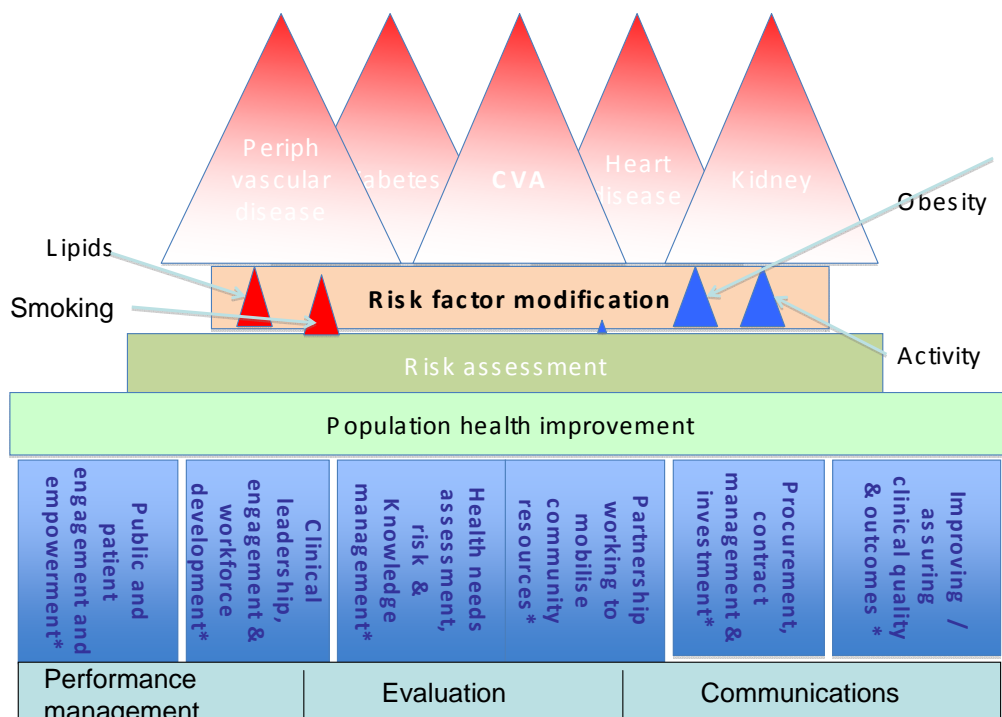 Periph
vascular
disease
abetes
CVA
Heart
disease
Kidney
Obesity
Lipids
Smoking
Risk factor modification
Activity
Risk assessment
Population health improvement
Public and
patient
engagement and
empowerment*
Clinical
leadership,
engagement &
workforce
development*
Health needs
assessment,
risk &
Knowledge
management*
Partnership
working to
mobilise
community
resources*
Procurement,
contract
management &
investment*
Improving /
assuring
clinical quality
& outcomes *
Performance
management
Evaluation
Communications